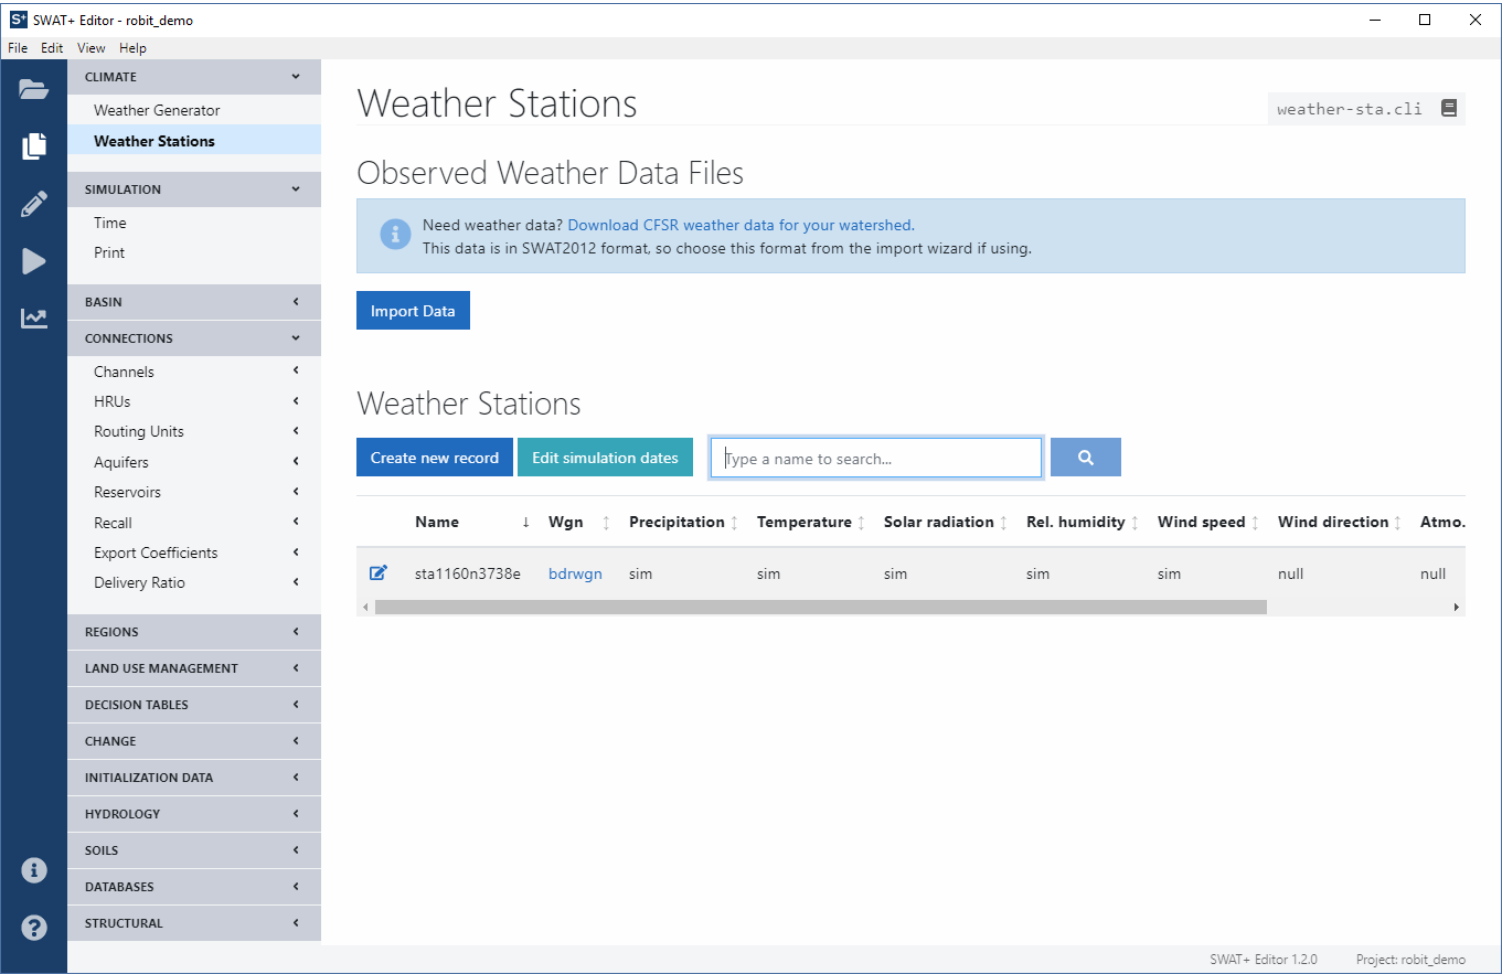 SWAT+ Editor - robit_demo
File Edit View Help
CLIMATE
Weather Generator
Weather Stations
SIMULATION
Time
Print
BASIN
CONNECTIONS
Channels
HRUs
Routing Units
Aquifers
Reservoirs
Recall
Export Coefficients
Delivery Ratio
REGIONS
LAND USE MANAGEMENT
DECISION TABLES
CHANGE
INITIALIZATION DATA
HYDROLOGY
SOILS
DATABASES
STRUCTURAL
Weather Stations
weather-sta.cli
Observed Weather Data Files
Need weather data? Download CFSR weather data for your watershed.
This data is in SWAT2012 format, so choose this format from the import wizard if using.
Import Data
Weather Stations
Create new record Edit simulation dates Type a name to search...
Name Wgn Precipitation Temperature Solar radiation Rel. humidity Wind speed Wind direction Atmo.
sta1160n3738e bdrwgn sim sim sim sim sim null null
SWAT+ Editor 1.2.0 Project: robit_demo